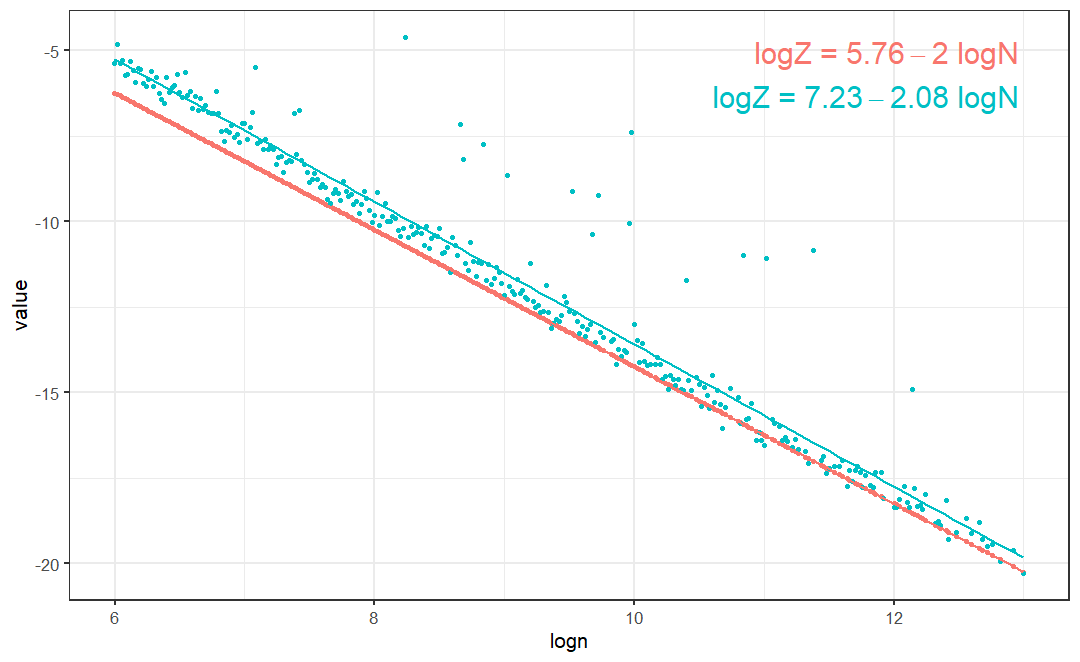 logZ = 5.76 – 2 logN
logZ = 7.23 – 2.08 logN
-5
-10
-15
-20
value
6
8
10
12
logn